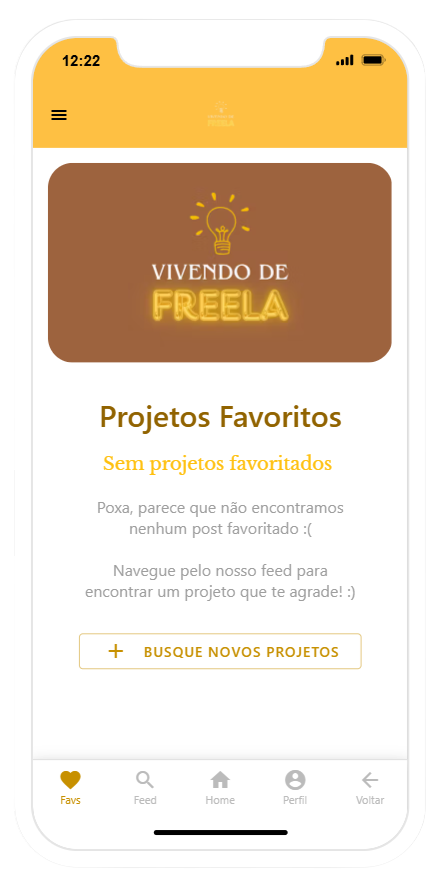 12:22
FREELA
VIVENDO DE
FREELA
Projetos Favoritos
Sem projetos favoritados
Poxa, parece que não encontramos
nenhum post favoritado :(
Navegue pelo nosso feed para
encontrar um projeto que te agrade! :)
+ BUSQUE NOVOS PROJETOS
Favs Feed Home Perfil Voltar